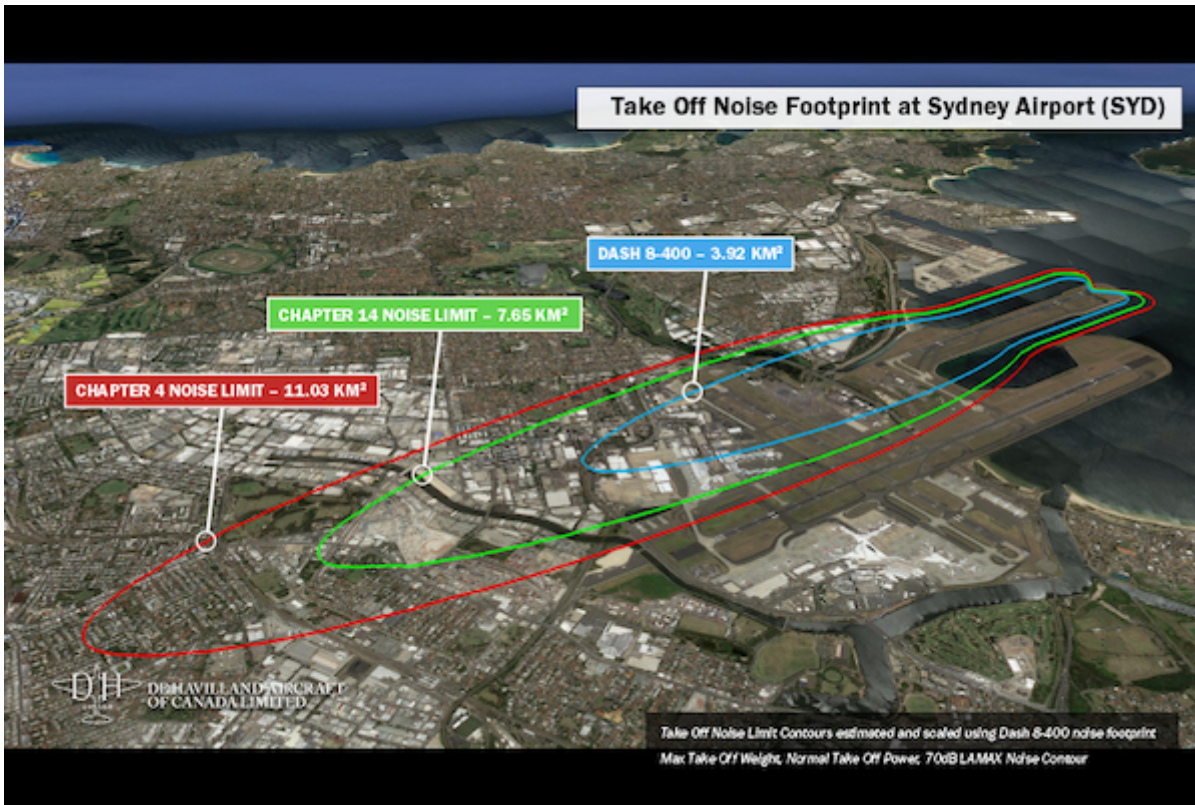 Take Off Noise Footprint at Sydney Airport (SYD)
DASH 8-400 – 3.92 KM²
CHAPTER 14 NOISE LIMIT – 7.65 KM²
CHAPTER 4 NOISE LIMIT – 11.03 KM²
DH
DE HAVILLAND AIRCRAFT
OF CANADA LIMITED
Take Off Noise Limit Contours estimated and scaled using Dash 8-400 noise footprint
Max Take Off Weight, Normal Take Off Power, 70dB LAMAX Noise Contour